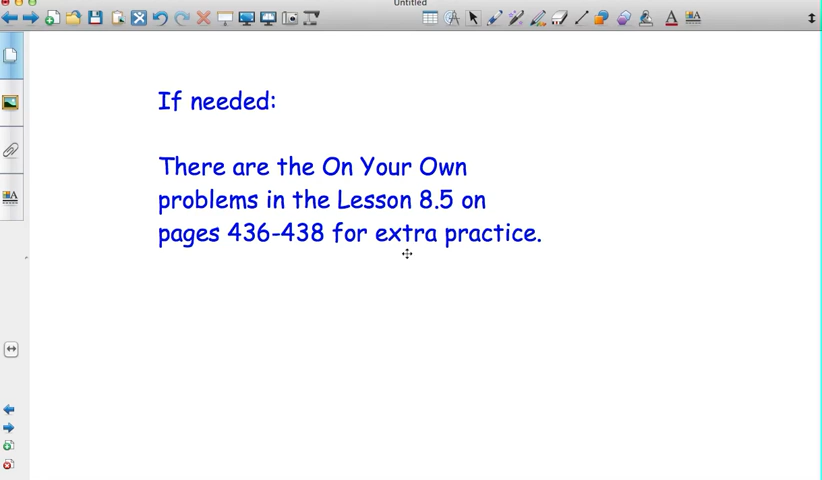 Untitled
If needed:
There are the On Your Own
problems in the Lesson 8.5 on
pages 436-438 for extra practice.